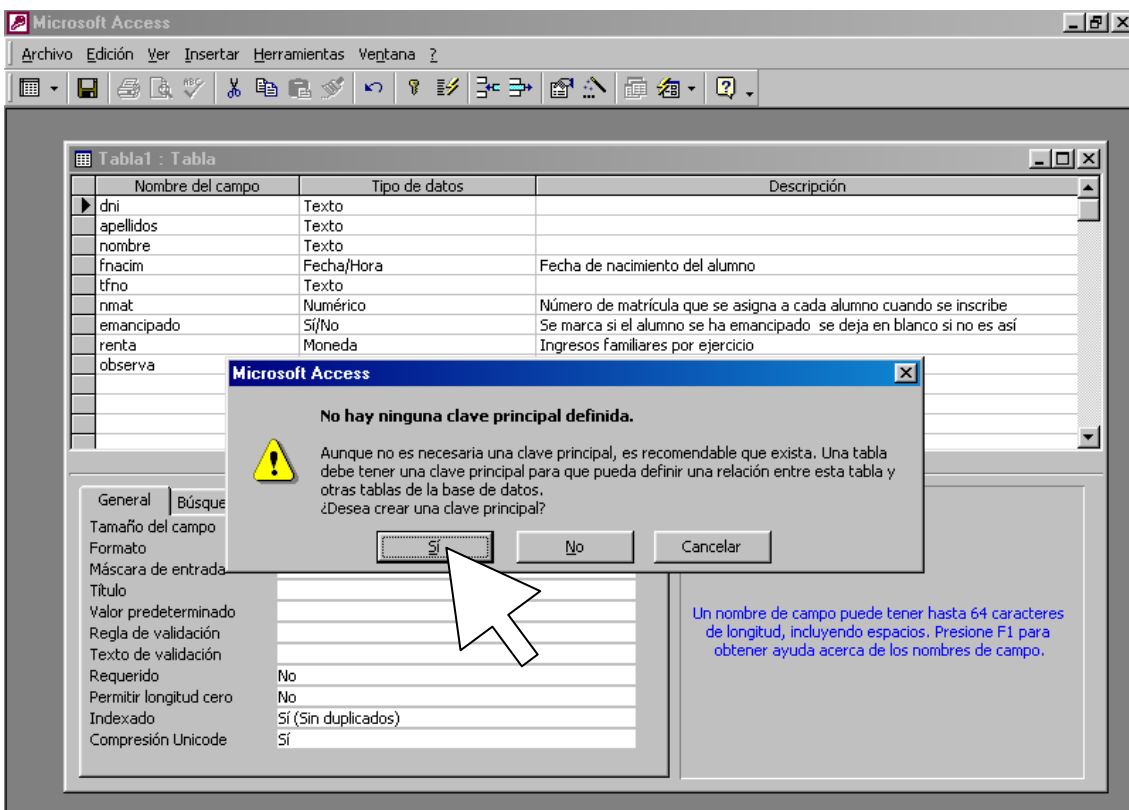 Microsoft Access
Archivo Edición Ver Insertar Herramientas Ventana ?
Tabla1 : Tabla
Nombre del campo Tipo de datos Descripción
dni Texto
apellidos Texto
nombre Texto
fnacim Fecha/Hora Fecha de nacimiento del alumno
tfno Texto
nmat Numérico Número de matrícula que se asigna a cada alumno cuando se inscribe
emancipado Sí/No Se marca si el alumno se ha emancipado se deja en blanco si no es así
renta Moneda Ingresos familiares por ejercicio
observa
Microsoft Access
No hay ninguna clave principal definida.
Aunque no es necesaria una clave principal, es recomendable que exista. Una tabla
debe tener una clave principal para que pueda definir una relación entre esta tabla y
otras tablas de la base de datos.
¿Desea crear una clave principal?
Sí No Cancelar
General Búsque
Tamaño del campo
Formato
Máscara de entrada
Título
Valor predeterminado
Regla de validación
Texto de validación
Requerido No
Permitir longitud cero No
Indexado Sí (Sin duplicados)
Compresión Unicode Sí
Un nombre de campo puede tener hasta 64 caracteres
de longitud, incluyendo espacios. Presione F1 para
obtener ayuda acerca de los nombres de campo.